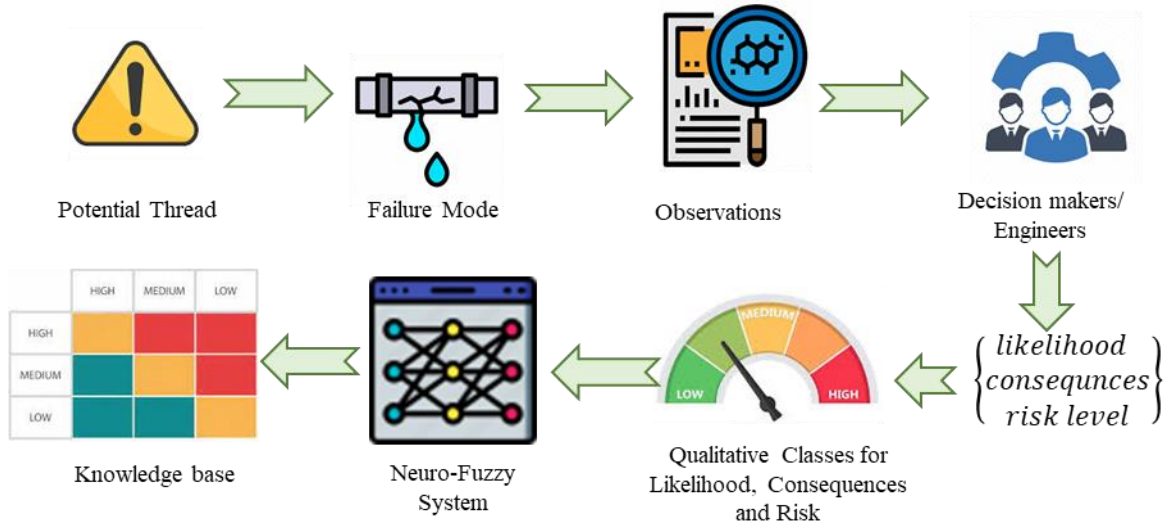 Potential Thread
Failure Mode
Observations
Decision makers/
Engineers
likelihood
consequnces
risk level
LOW
MEDIUM
HIGH
Qualitative Classes for
Likelihood, Consequences
and Risk
Neuro-Fuzzy
System
HIGH MEDIUM LOW
HIGH
MEDIUM
LOW
Knowledge base